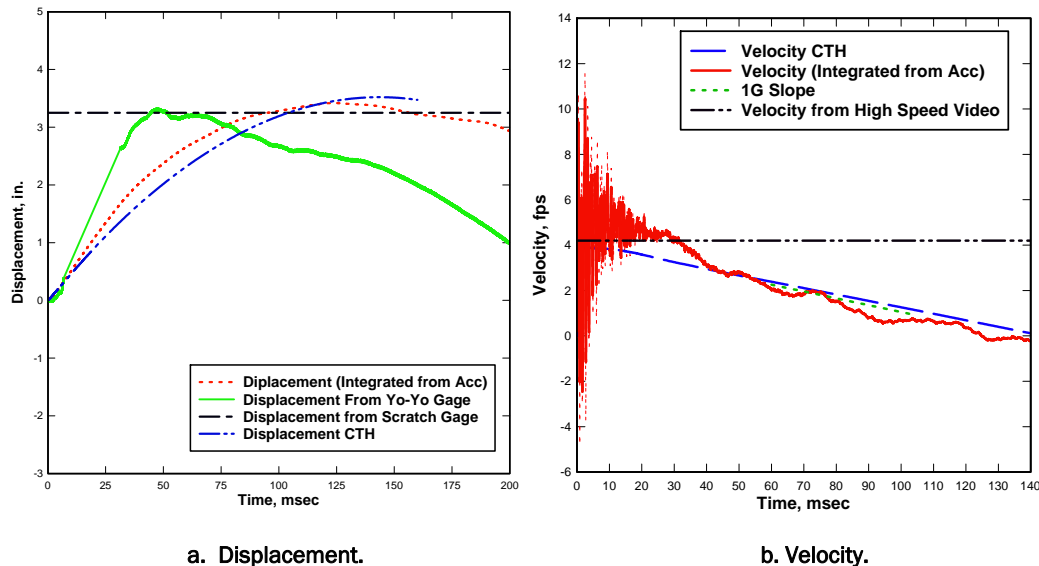 5
4
3
2
1
0
-1
-2
-3
Displacement, in.
Diplacement (Integrated from Acc)
Displacement From Yo-Yo Gage
Displacement from Scratch Gage
Displacement CTH
0 25 50 75 100 125 150 175 200
Time, msec
a. Displacement.
14
12
10
8
6
4
2
0
-2
-4
-6
Velocity, fps
Velocity CTH
Velocity (Integrated from Acc)
1G Slope
Velocity from High Speed Video
0 10 20 30 40 50 60 70 80 90 100 110 120 130 140
Time, msec
b. Velocity.